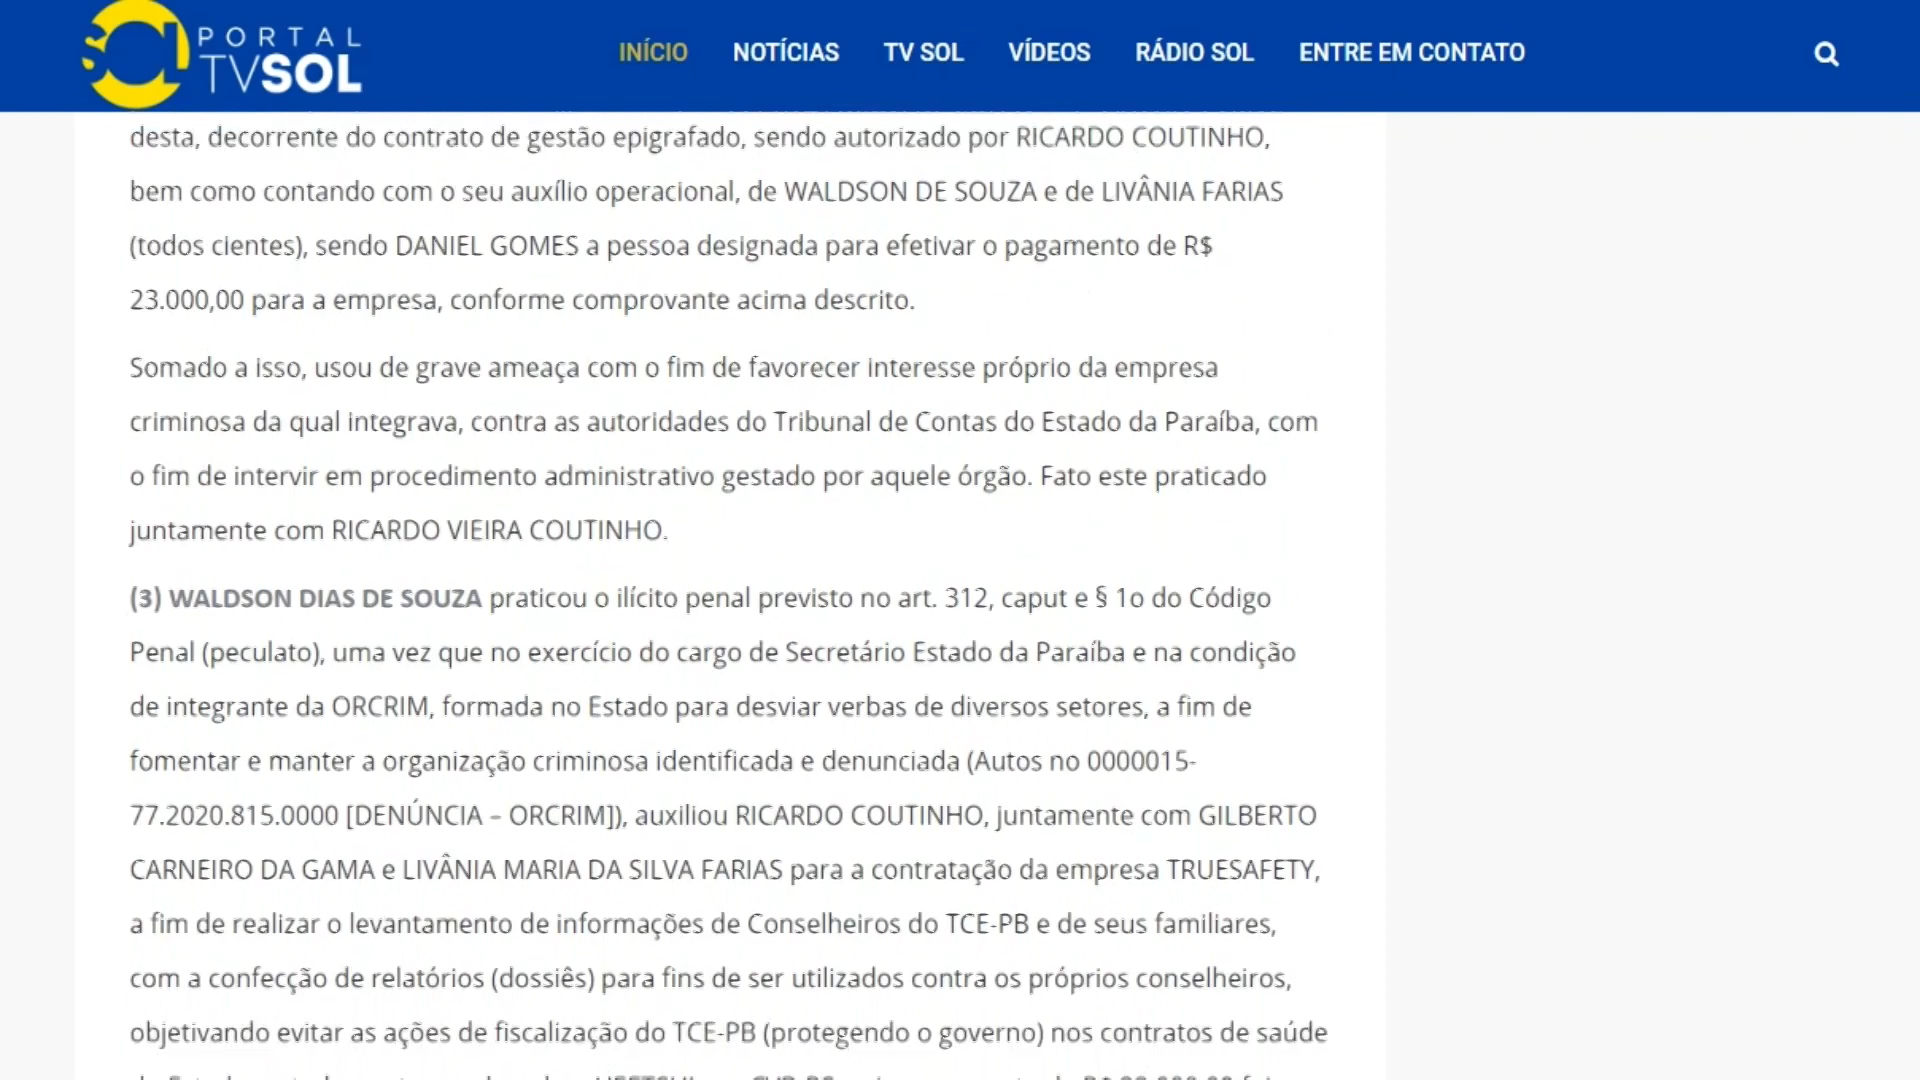 PORTAL
TVSOL
INÍCIO NOTÍCIAS TV SOL VÍDEOS RÁDIO SOL ENTRE EM CONTATO
desta, decorrente do contrato de gestão epigrafado, sendo autorizado por RICARDO COUTINHO,
bem como contando com o seu auxílio operacional, de WALDSON DE SOUZA e de LIVÂNIA FARIAS
(todos cientes), sendo DANIEL GOMES a pessoa designada para efetivar o pagamento de R$
23.000,00 para a empresa, conforme comprovante acima descrito.
Somado a isso, usou de grave ameaça com o fim de favorecer interesse próprio da empresa
criminosa da qual integrava, contra as autoridades do Tribunal de Contas do Estado da Paraíba, com
o fim de intervir em procedimento administrativo gestado por aquele órgão. Fato este praticado
juntamente com RICARDO VIEIRA COUTINHO.
(3) WALDSON DIAS DE SOUZA praticou o ilícito penal previsto no art. 312, caput e § 1o do Código
Penal (peculato), uma vez que no exercício do cargo de Secretário Estado da Paraíba e na condição
de integrante da ORCRIM, formada no Estado para desviar verbas de diversos setores, a fim de
fomentar e manter a organização criminosa identificada e denunciada (Autos no 0000015-
77.2020.815.0000 [DENÚNCIA – ORCRIM]), auxiliou RICARDO COUTINHO, juntamente com GILBERTO
CARNEIRO DA GAMA e LIVÂNIA MARIA DA SILVA FARIAS para a contratação da empresa TRUESAFETY,
a fim de realizar o levantamento de informações de Conselheiros do TCE-PB e de seus familiares,
com a confecção de relatórios (dossiês) para fins de ser utilizados contra os próprios conselheiros,
objetivando evitar as ações de fiscalização do TCE-PB (protegendo o governo) nos contratos de saúde